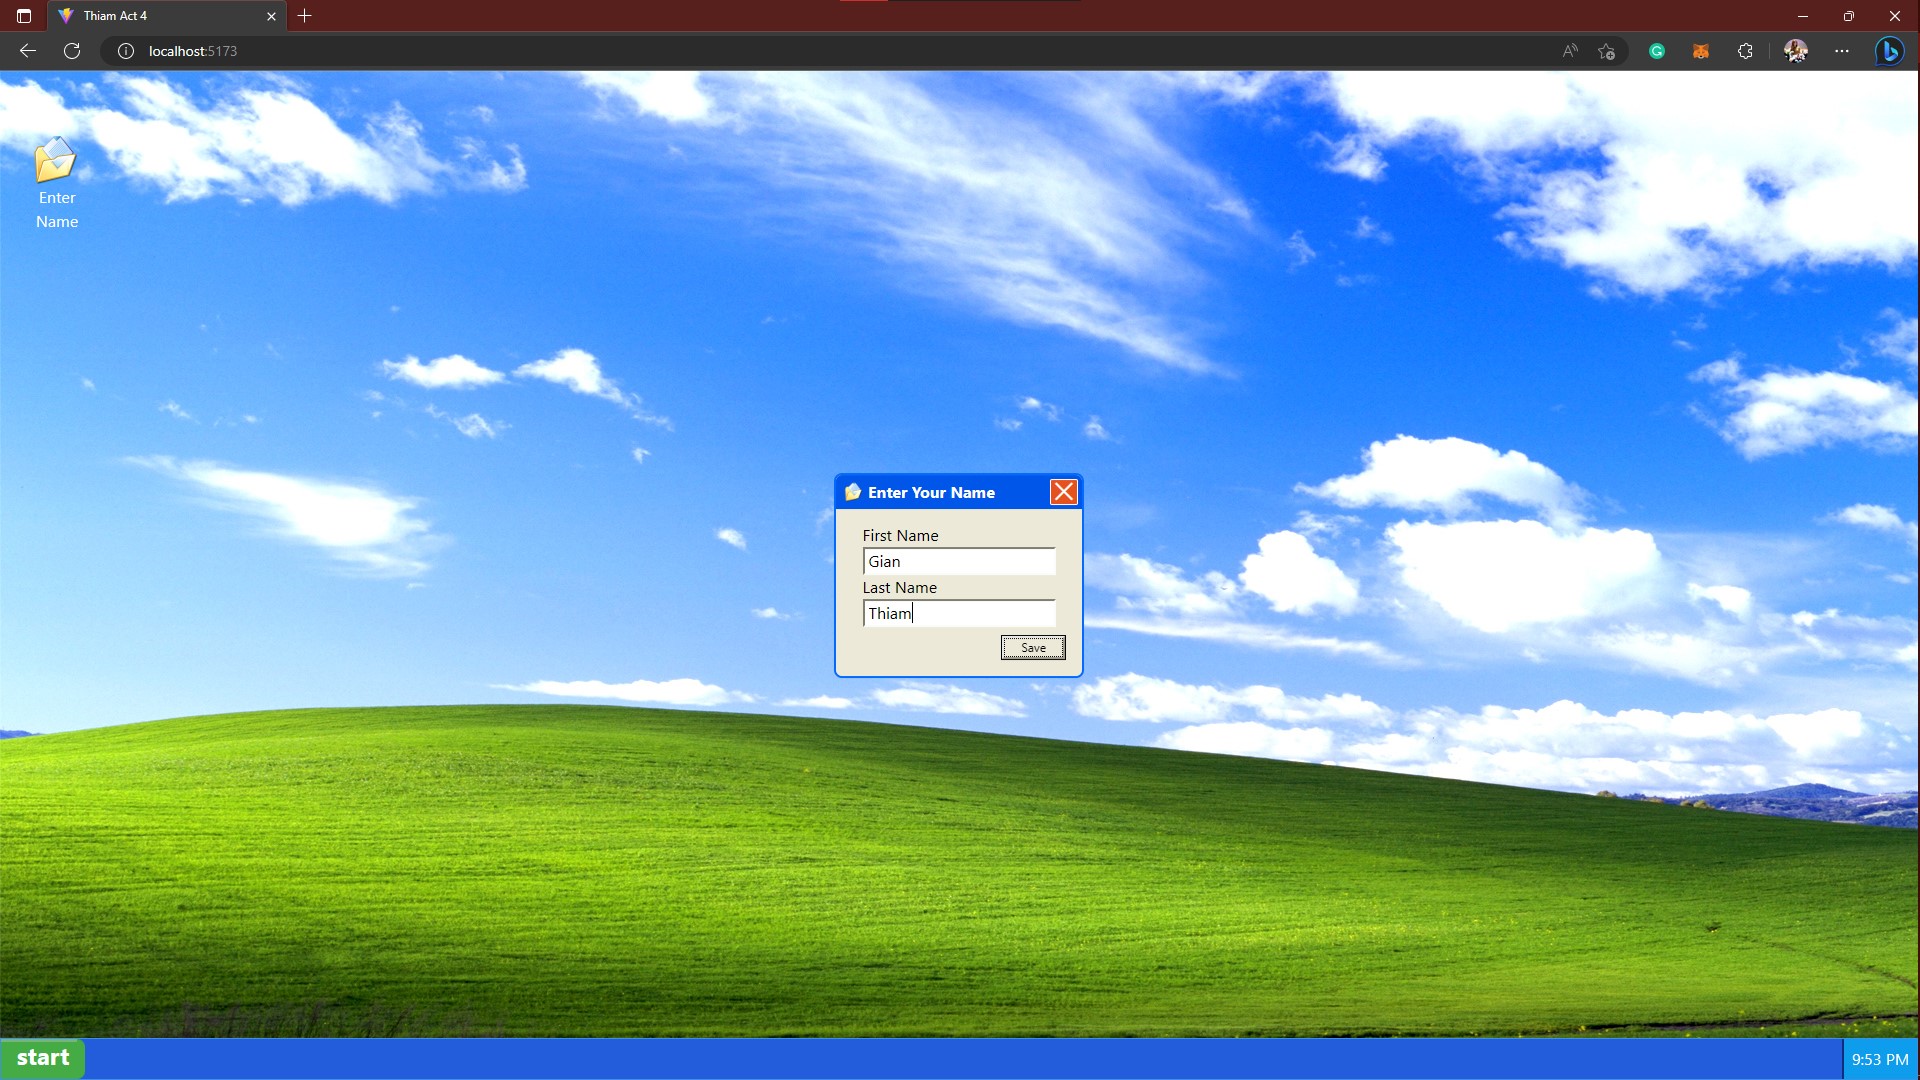 Thiam Act 4
localhost:5173
Enter
Name
Enter Your Name
First Name
Gian
Last Name
Thiam
Save
start
9:53 PM